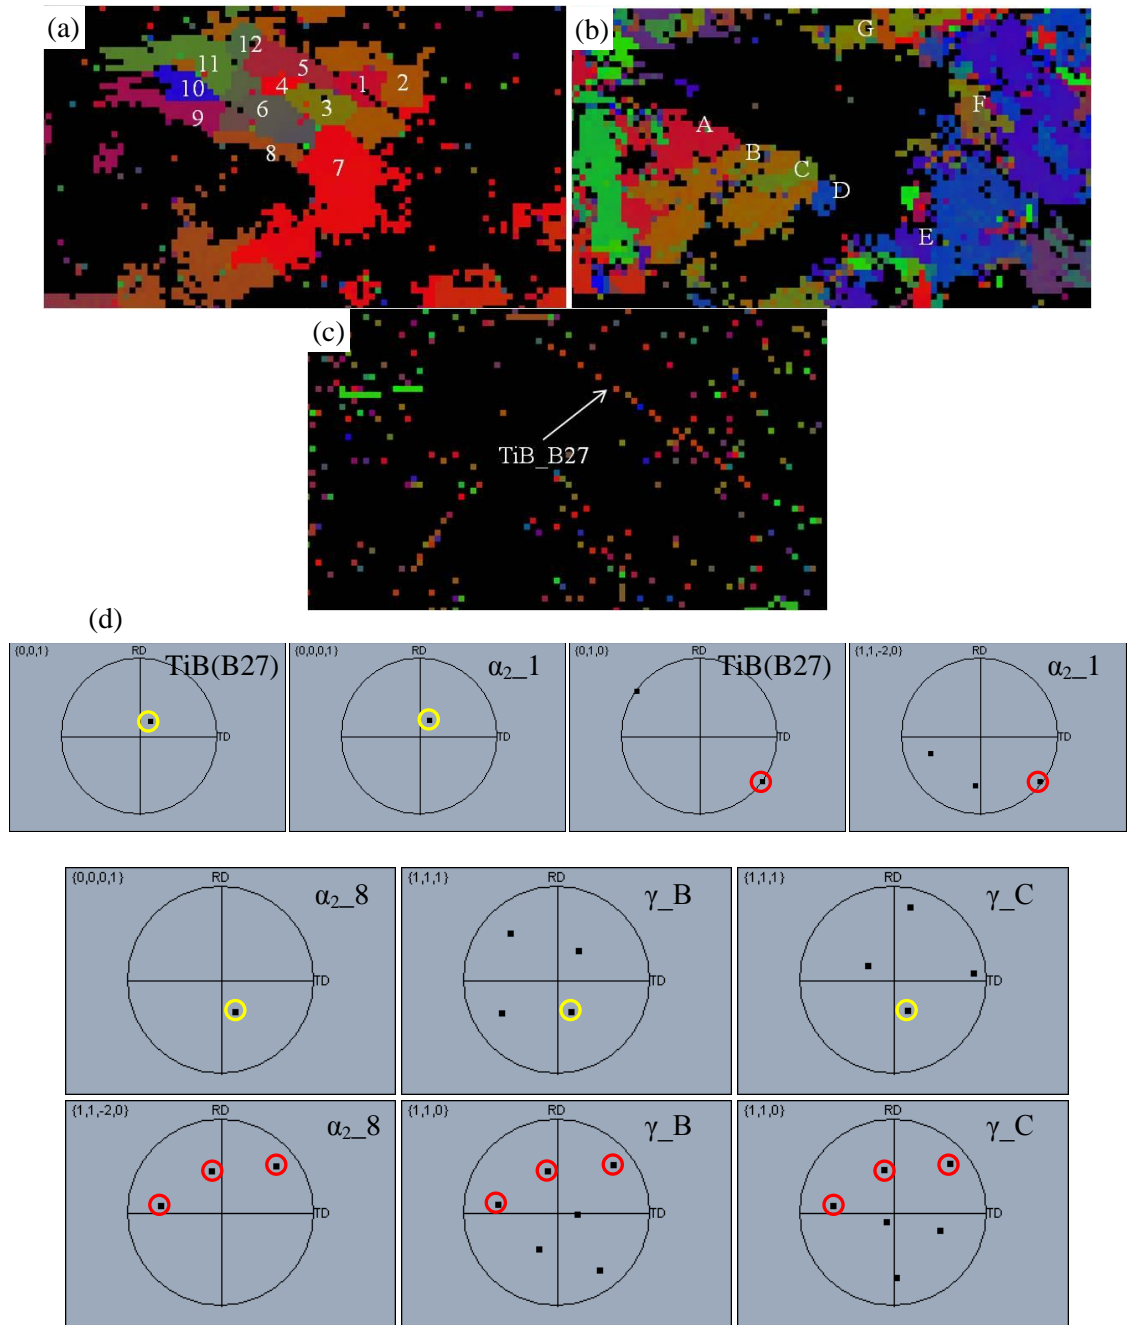 (a)
12
11
5
10
4
1
2
9
6
3
8
7
(b)
G
A
F
B
C
D
E
(c)
TiB_B27
(d)
{0,0,1} RD TiB(B27)
TD
{0,0,0,1} RD α₂_1
TD
{0,1,0} RD TiB(B27)
TD
{1,1,-2,0} RD α₂_1
TD
{0,0,0,1} RD α₂_8
TD
{1,1,1} RD γ_B
TD
{1,1,1} RD γ_C
TD
{1,1,-2,0} RD α₂_8
TD
{1,1,0} RD γ_B
TD
{1,1,0} RD γ_C
TD